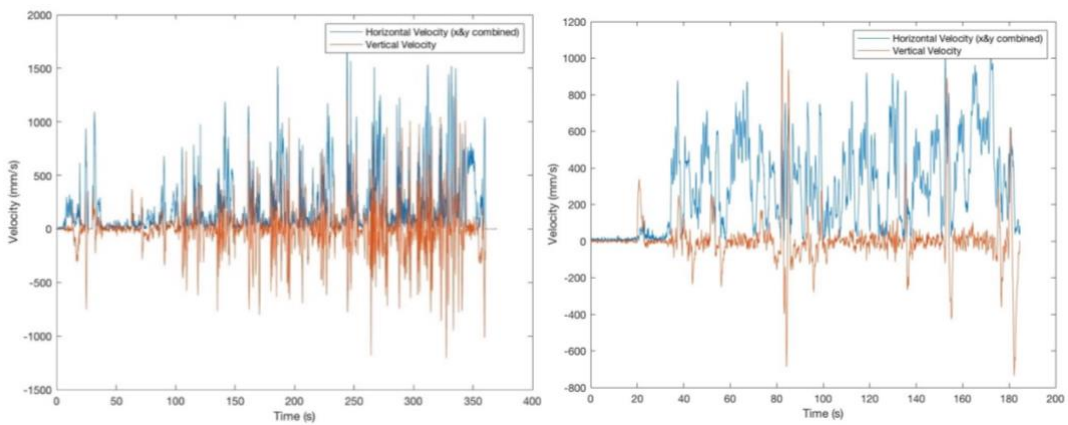 2000
1500
1000
500
0
-500
-1000
-1500
Velocity (mm/s)
Horizontal Velocity (x&y combined)
Vertical Velocity
0 50 100 150 200 250 300 350 400
Time (s)
1200
1000
800
600
400
200
0
-200
-400
-600
-800
Velocity (mm/s)
Horizontal Velocity (x&y combined)
Vertical Velocity
0 20 40 60 80 100 120 140 160 180 200
Time (s)